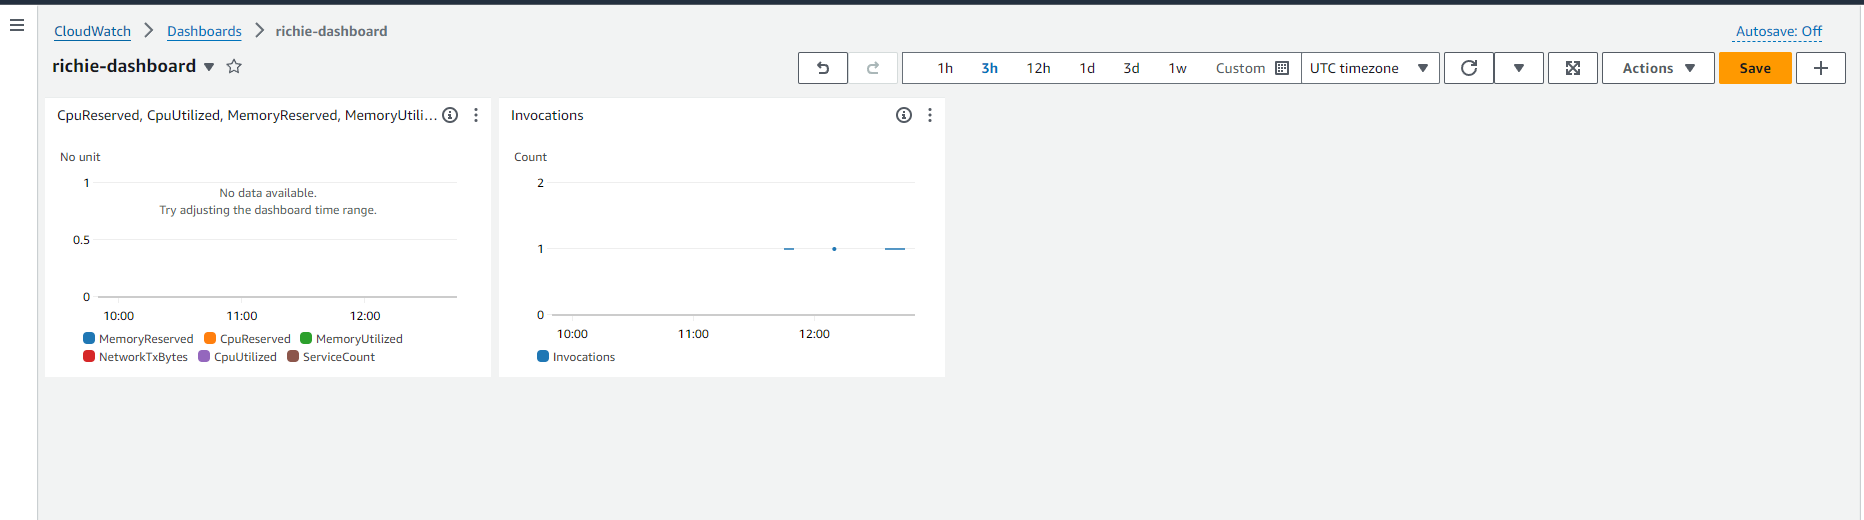 CloudWatch > Dashboards > richie-dashboard
Autosave: Off
richie-dashboard
1h 3h 12h 1d 3d 1w Custom UTC timezone Actions Save
CpuReserved, CpuUtilized, MemoryReserved, MemoryUtili...
No unit
1
No data available.
Try adjusting the dashboard time range.
0.5
0
10:00 11:00 12:00
MemoryReserved CpuReserved MemoryUtilized
NetworkTxBytes CpuUtilized ServiceCount
Invocations
Count
2
1
0
10:00 11:00 12:00
Invocations